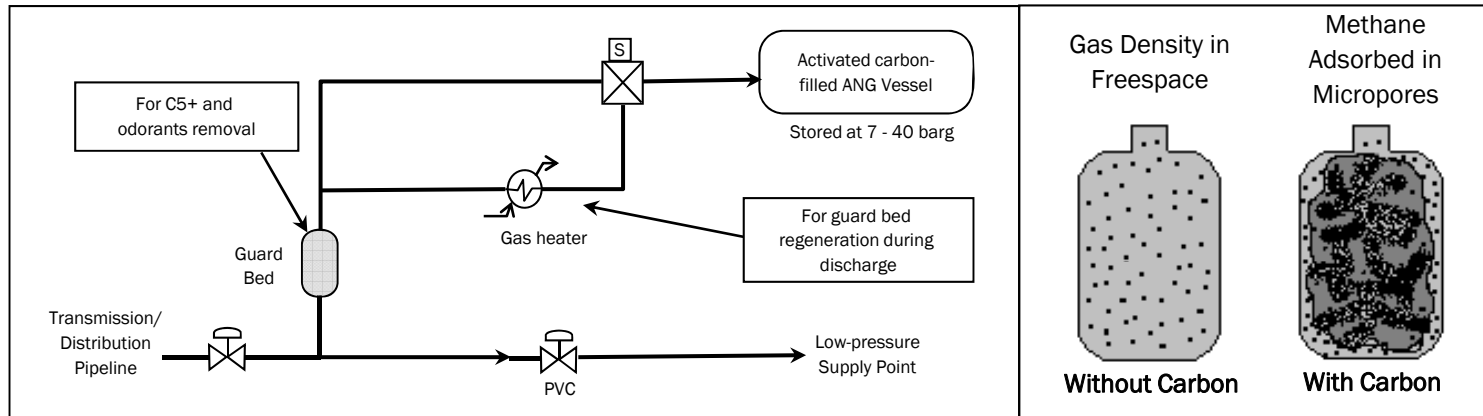 For C5+ and
odorants removal
S
Activated carbon-
filled ANG Vessel
Stored at 7 - 40 barg
Gas heater
For guard bed
regeneration during
discharge
Guard
Bed
Transmission/
Distribution
Pipeline
PVC
Low-pressure
Supply Point
Gas Density in
Freespace
Without Carbon
Methane
Adsorbed in
Micropores
With Carbon